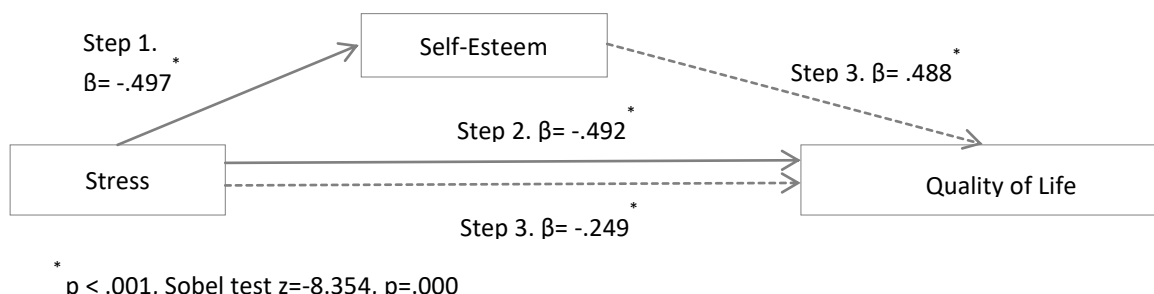 Step 1.
ß= -.497*
Self-Esteem
Step 3. β= .488*
Step 2. β= -.492*
Stress
Quality of Life
Step 3. β= -.249*
* p < .001, Sobel test z=-8.354, p=.000